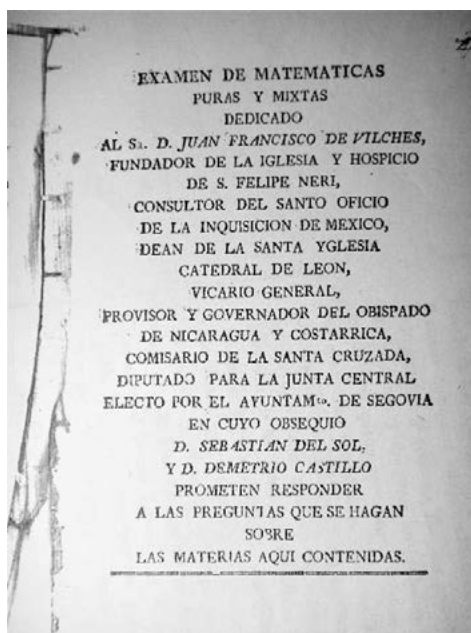 EXAMEN DE MATEMATICAS
PURAS Y MIXTAS
DEDICADO
AL SR. D. JUAN FRANCISCO DE VILCHES,
FUNDADOR DE LA IGLESIA Y HOSPICIO
DE S. FELIPE NERI,
CONSULTOR DEL SANTO OFICIO
DE LA INQUISICION DE MEXICO,
DEAN DE LA SANTA YGLESIA
CATEDRAL DE LEON,
VICARIO GENERAL,
PROVISOR Y GOVERNADOR DEL OBISPADO
DE NICARAGUA Y COSTARRICA,
COMISARIO DE LA SANTA CRUZADA,
DIPUTADO PARA LA JUNTA CENTRAL
ELECTO POR EL AYUNTAMto. DE SEGOVIA
EN CUYO OBSEQUIO
D. SEBASTIAN DEL SOL,
Y D. DEMETRIO CASTILLO
PROMETEN RESPONDER
A LAS PREGUNTAS QUE SE HAGAN
SOBRE
LAS MATERIAS AQUI CONTENIDAS.